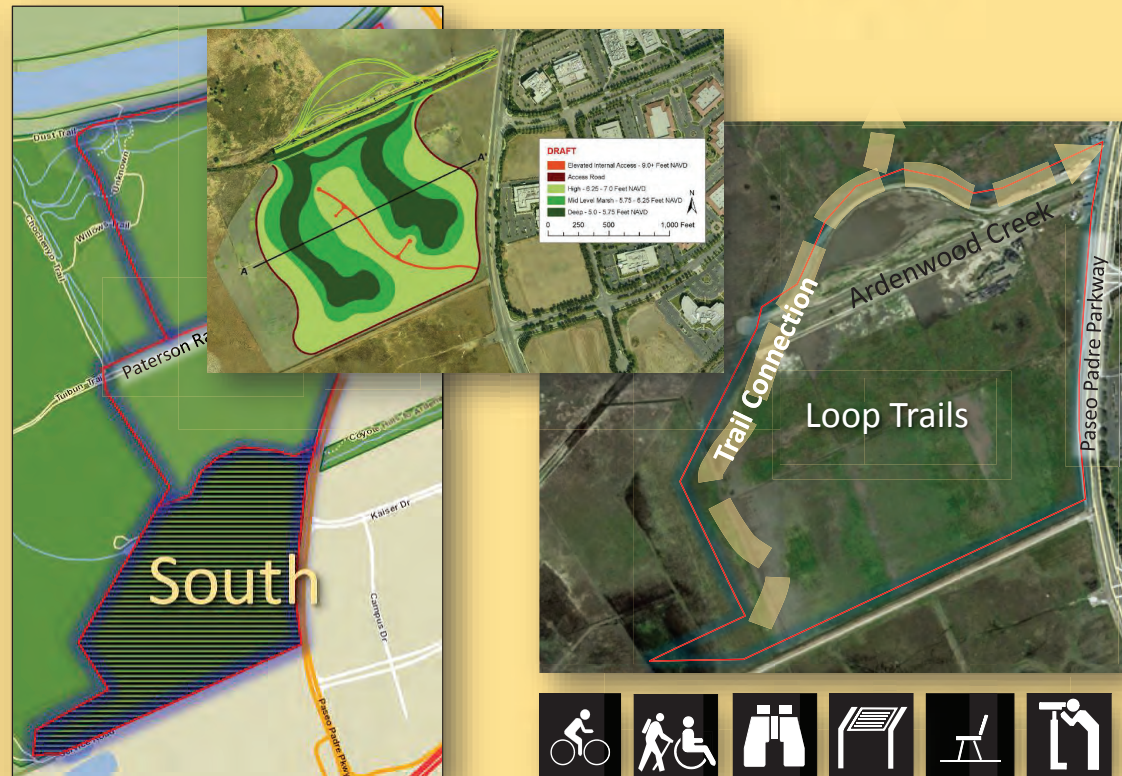 Dust Trail
Unknown
Willows Trail
Chochenyo Trail
Paterson Ra
Tuibun Trai
South
Kaiser Dr
Campus Dr
Paseo Padre Pkwy
A
A'
DRAFT
Elevated Internal Access - 9.0+ Feet NAVD
Access Road
High - 6.25 - 7.0 Feet NAVD
Mid Level Marsh - 5.75 - 6.25 Feet NAVD
Deep - 5.0 - 5.75 Feet NAVD
N
0 250 500 1,000 Feet
Ardenwood Creek
Trail Connection
Loop Trails
Paseo Padre Parkway